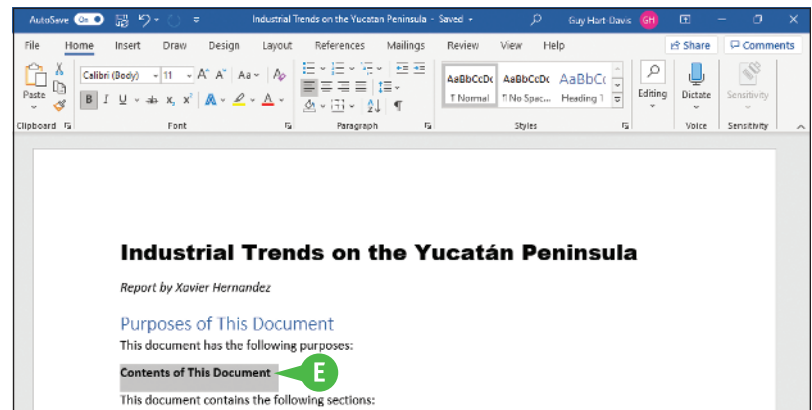 AutoSave On Industrial Trends on the Yucatan Peninsula - Saved Guy Hart-Davis GH
File Home Insert Draw Design Layout References Mailings Review View Help Share Comments
Calibri (Body) 11 A A Aa A
AaBbCcDc AaBbCcDc AaBbCc
Paste B I U ab x, x² A A
¶ Normal ¶ No Spac... Heading 1 Editing Dictate Sensitivity
Clipboard Font Paragraph Styles Voice Sensitivity
Industrial Trends on the Yucatán Peninsula
Report by Xavier Hernandez
Purposes of This Document
This document has the following purposes:
Contents of This Document E
This document contains the following sections: